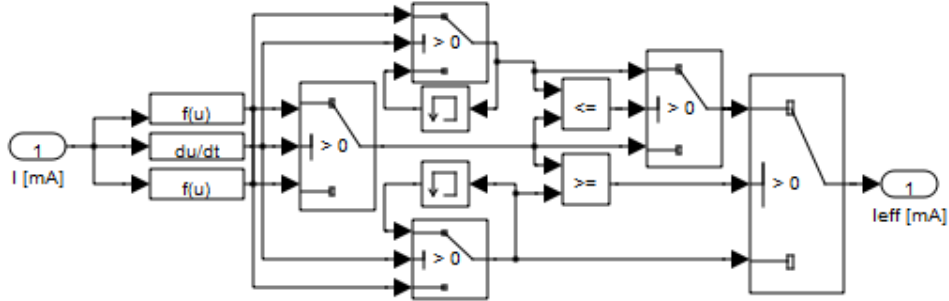 > 0
f(u)
<=
> 0
1
du/dt
> 0
I [mA]
f(u)
>=
> 0
1
Ieff [mA]
> 0